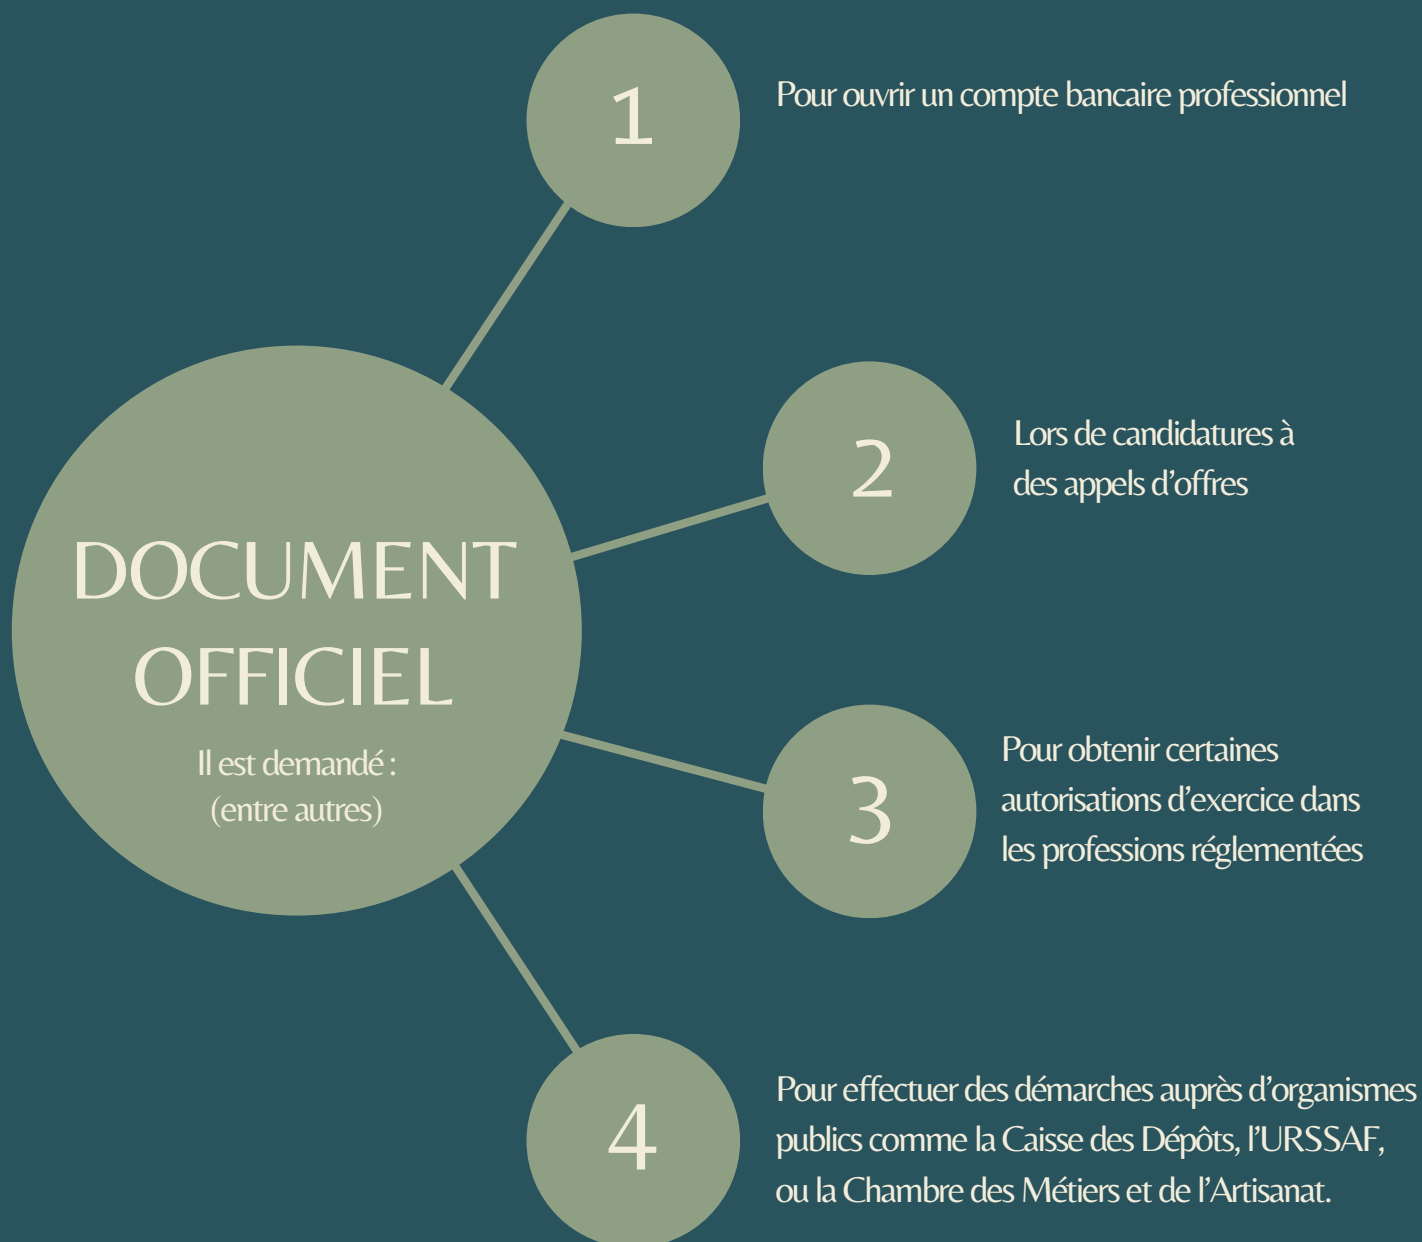 DOCUMENT
OFFICIEL
Il est demandé :
(entre autres)
1
Pour ouvrir un compte bancaire professionnel
2
Lors de candidatures à
des appels d’offres
3
Pour obtenir certaines
autorisations d’exercice dans
les professions réglementées
4
Pour effectuer des démarches auprès d’organismes
publics comme la Caisse des Dépôts, l’URSSAF,
ou la Chambre des Métiers et de l’Artisanat.